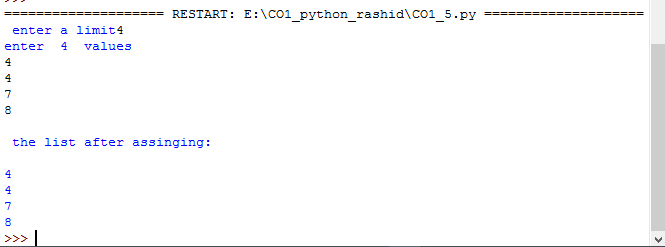 ==================== RESTART: E:\CO1_python_rashid\CO1_5.py ====================
enter a limit4
enter  4  values
4
4
7
8
the list after assinging:
4
4
7
8
>>>